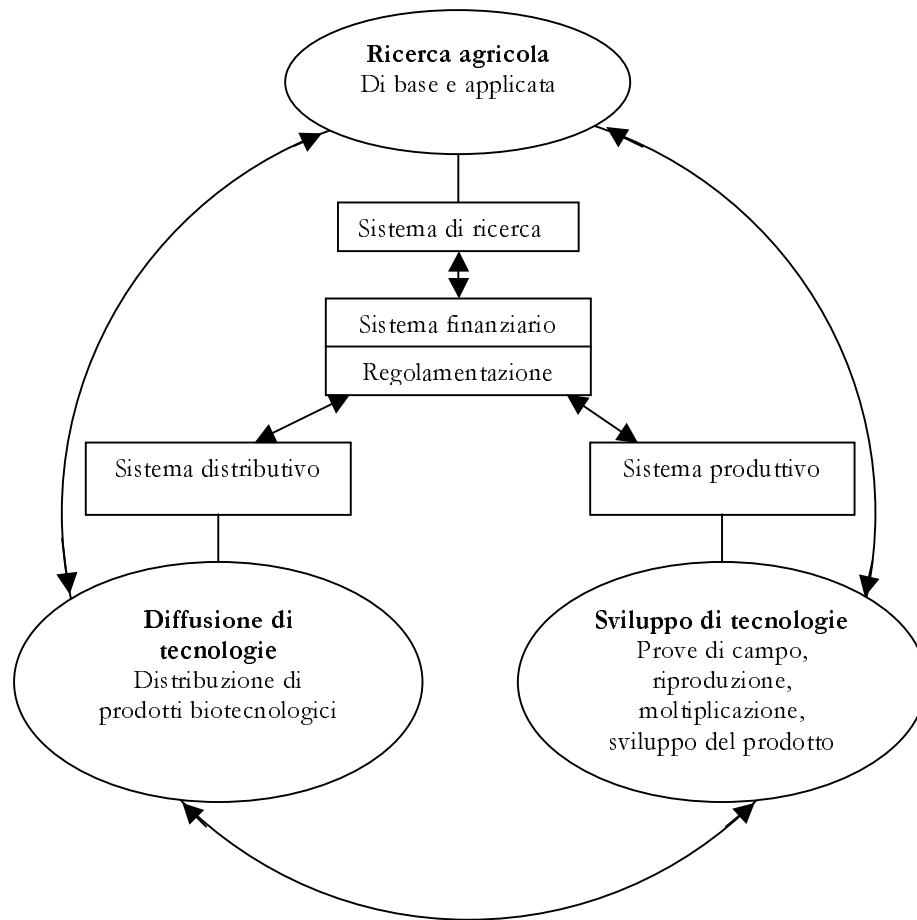 Ricerca agricola
Di base e applicata
Sistema di ricerca
Sistema finanziario
Regolamentazione
Sistema distributivo
Sistema produttivo
Diffusione di
tecnologie
Distribuzione di
prodotti biotecnologici
Sviluppo di tecnologie
Prove di campo,
riproduzione,
moltiplicazione,
sviluppo del prodotto